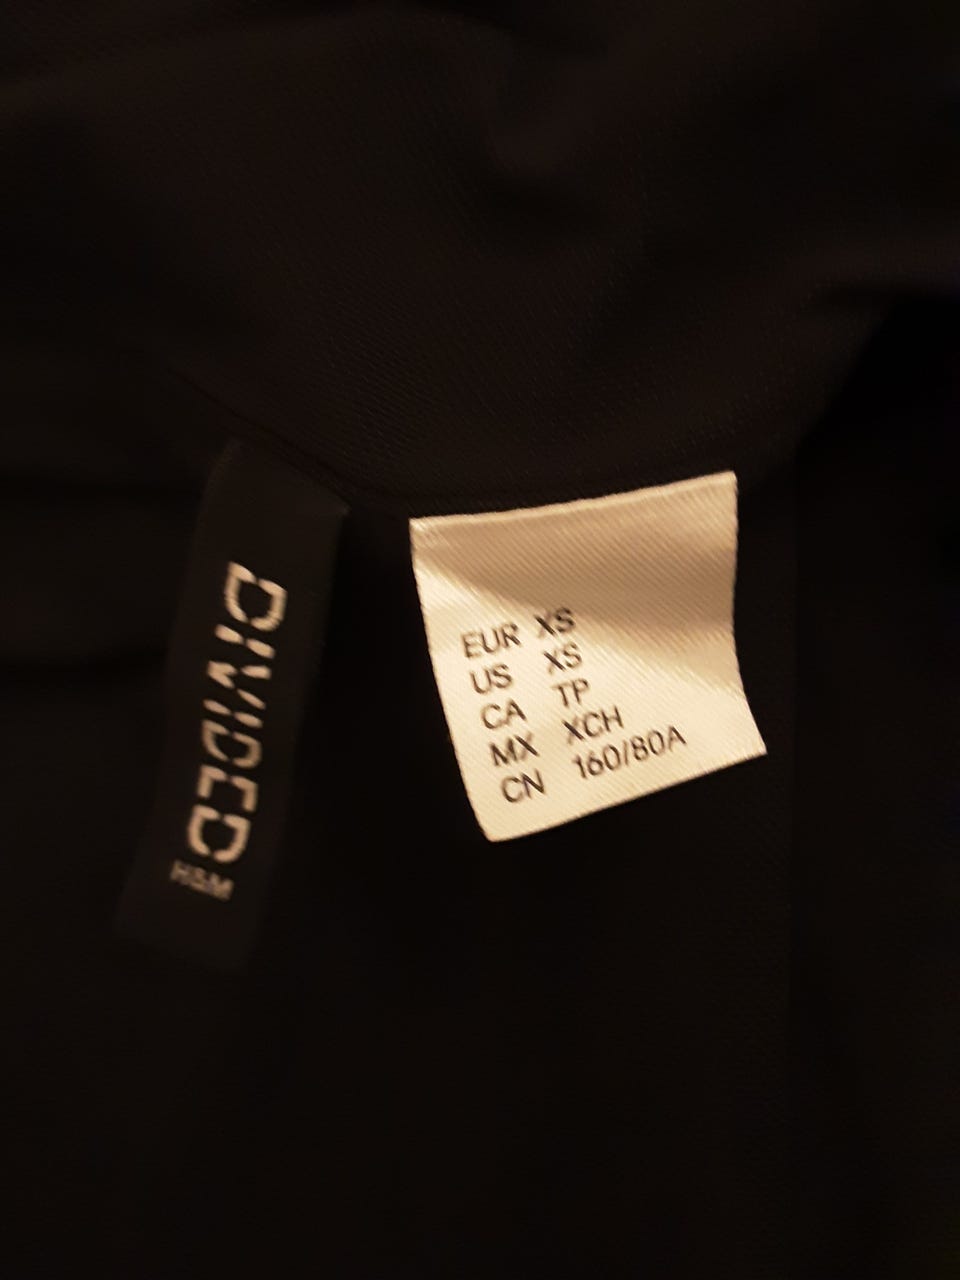 DIVIDED
H&M
EUR XS
US XS
CA TP
MX XCH
CN 160/80A